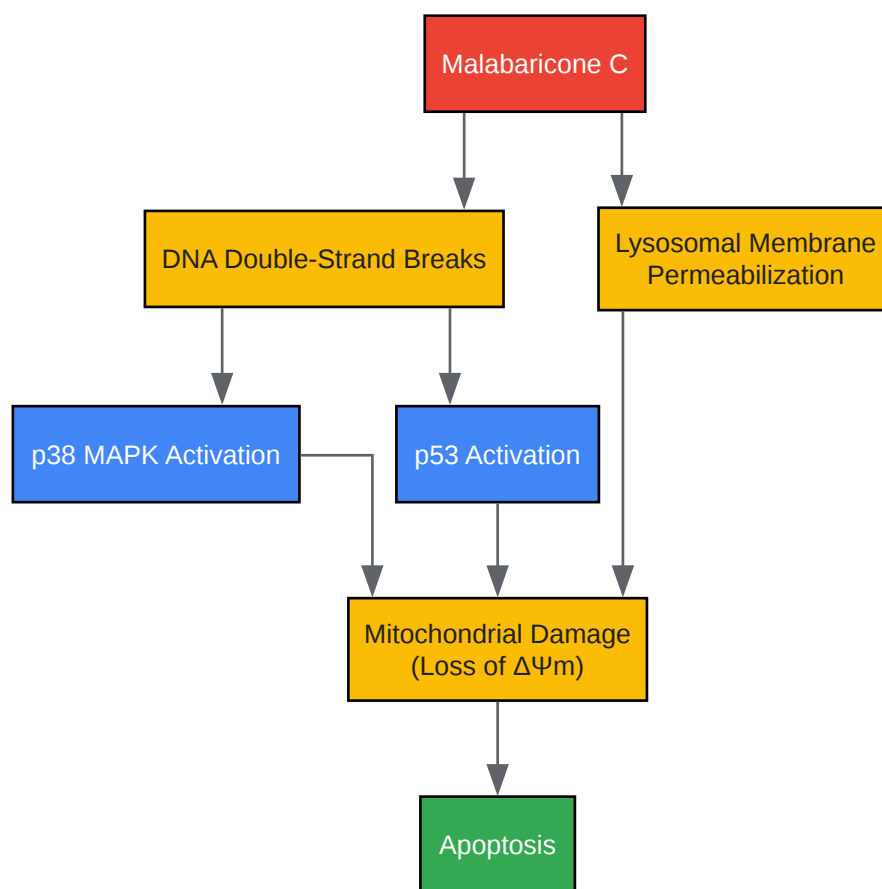 Malabaricone C
DNA Double-Strand Breaks
Lysosomal Membrane
Permeabilization
p38 MAPK Activation
p53 Activation
Mitochondrial Damage
(Loss of ΔΨm)
Apoptosis